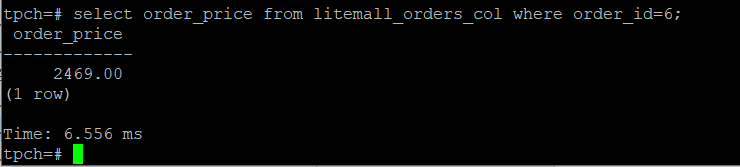 tpch=# select order_price from litemall_orders_col where order_id=6;
 order_price
-------------
     2469.00
(1 row)

Time: 6.556 ms
tpch=#